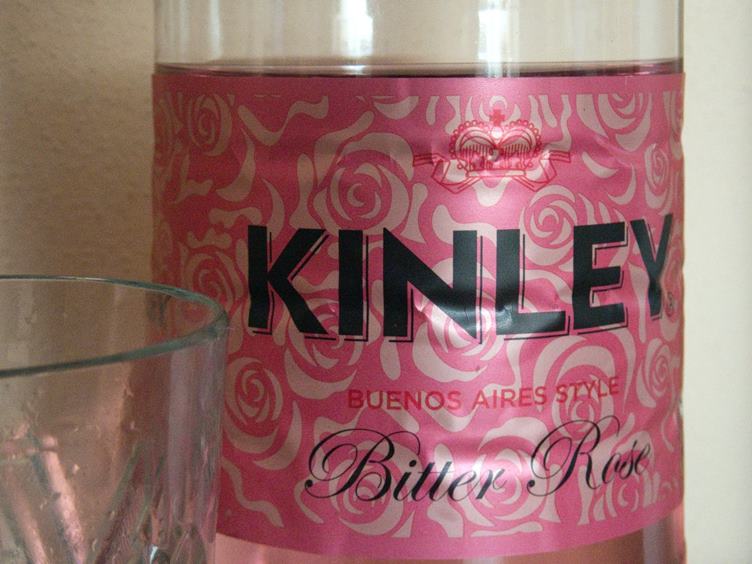 KINLEY
BUENOS AIRES STYLE
Bitter Rose